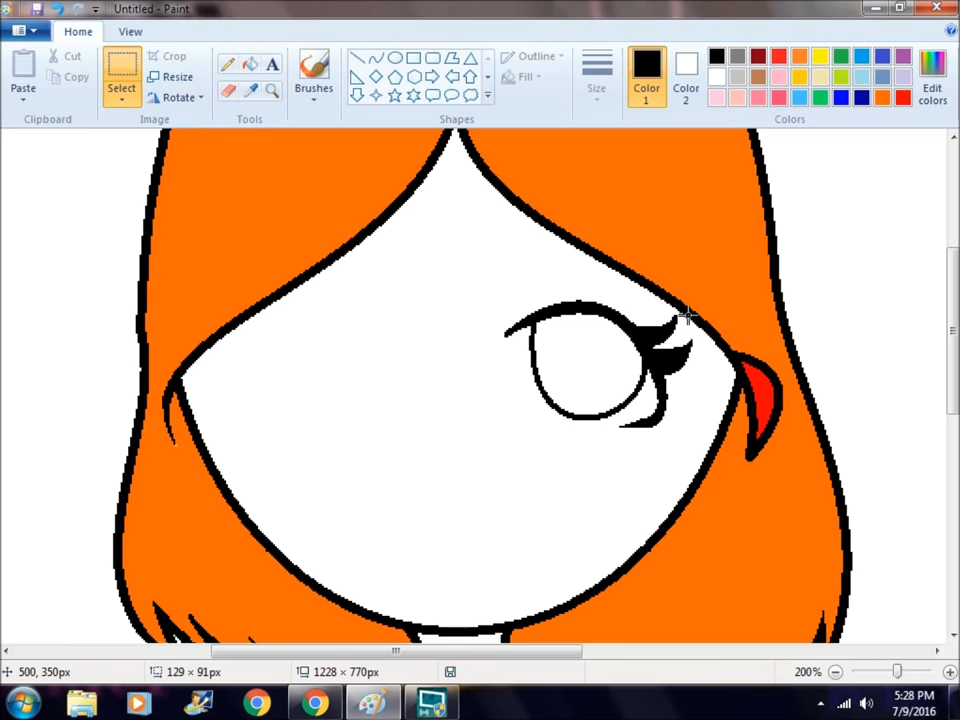 Untitled - Paint
Home View
Paste
Cut
Copy
Clipboard
Select
Crop
Resize
Rotate
Image
A
Tools
Brushes
Shapes
Outline
Fill
Size
Color 1
Color 2
Edit colors
Colors
500, 350px 129 × 91px 1228 × 770px 200%
5:28 PM
7/9/2016